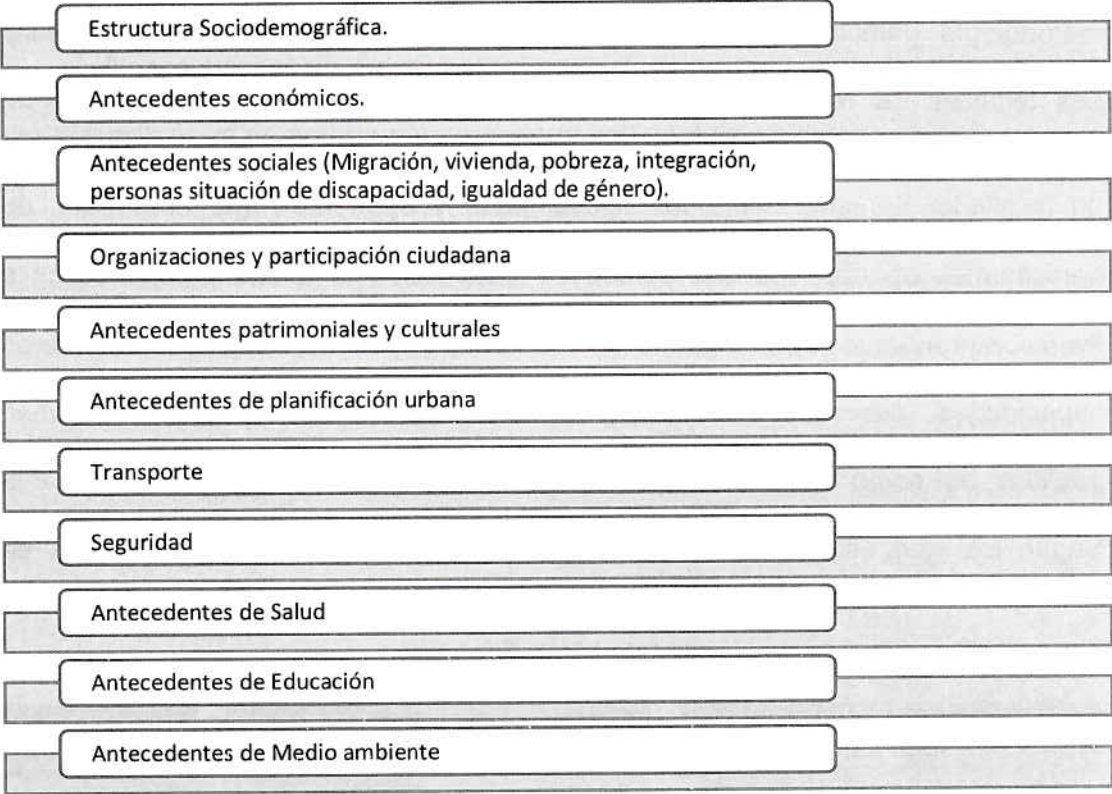 Estructura Sociodemográfica.
Antecedentes económicos.
Antecedentes sociales (Migración, vivienda, pobreza, integración,
personas situación de discapacidad, igualdad de género).
Organizaciones y participación ciudadana
Antecedentes patrimoniales y culturales
Antecedentes de planificación urbana
Transporte
Seguridad
Antecedentes de Salud
Antecedentes de Educación
Antecedentes de Medio ambiente